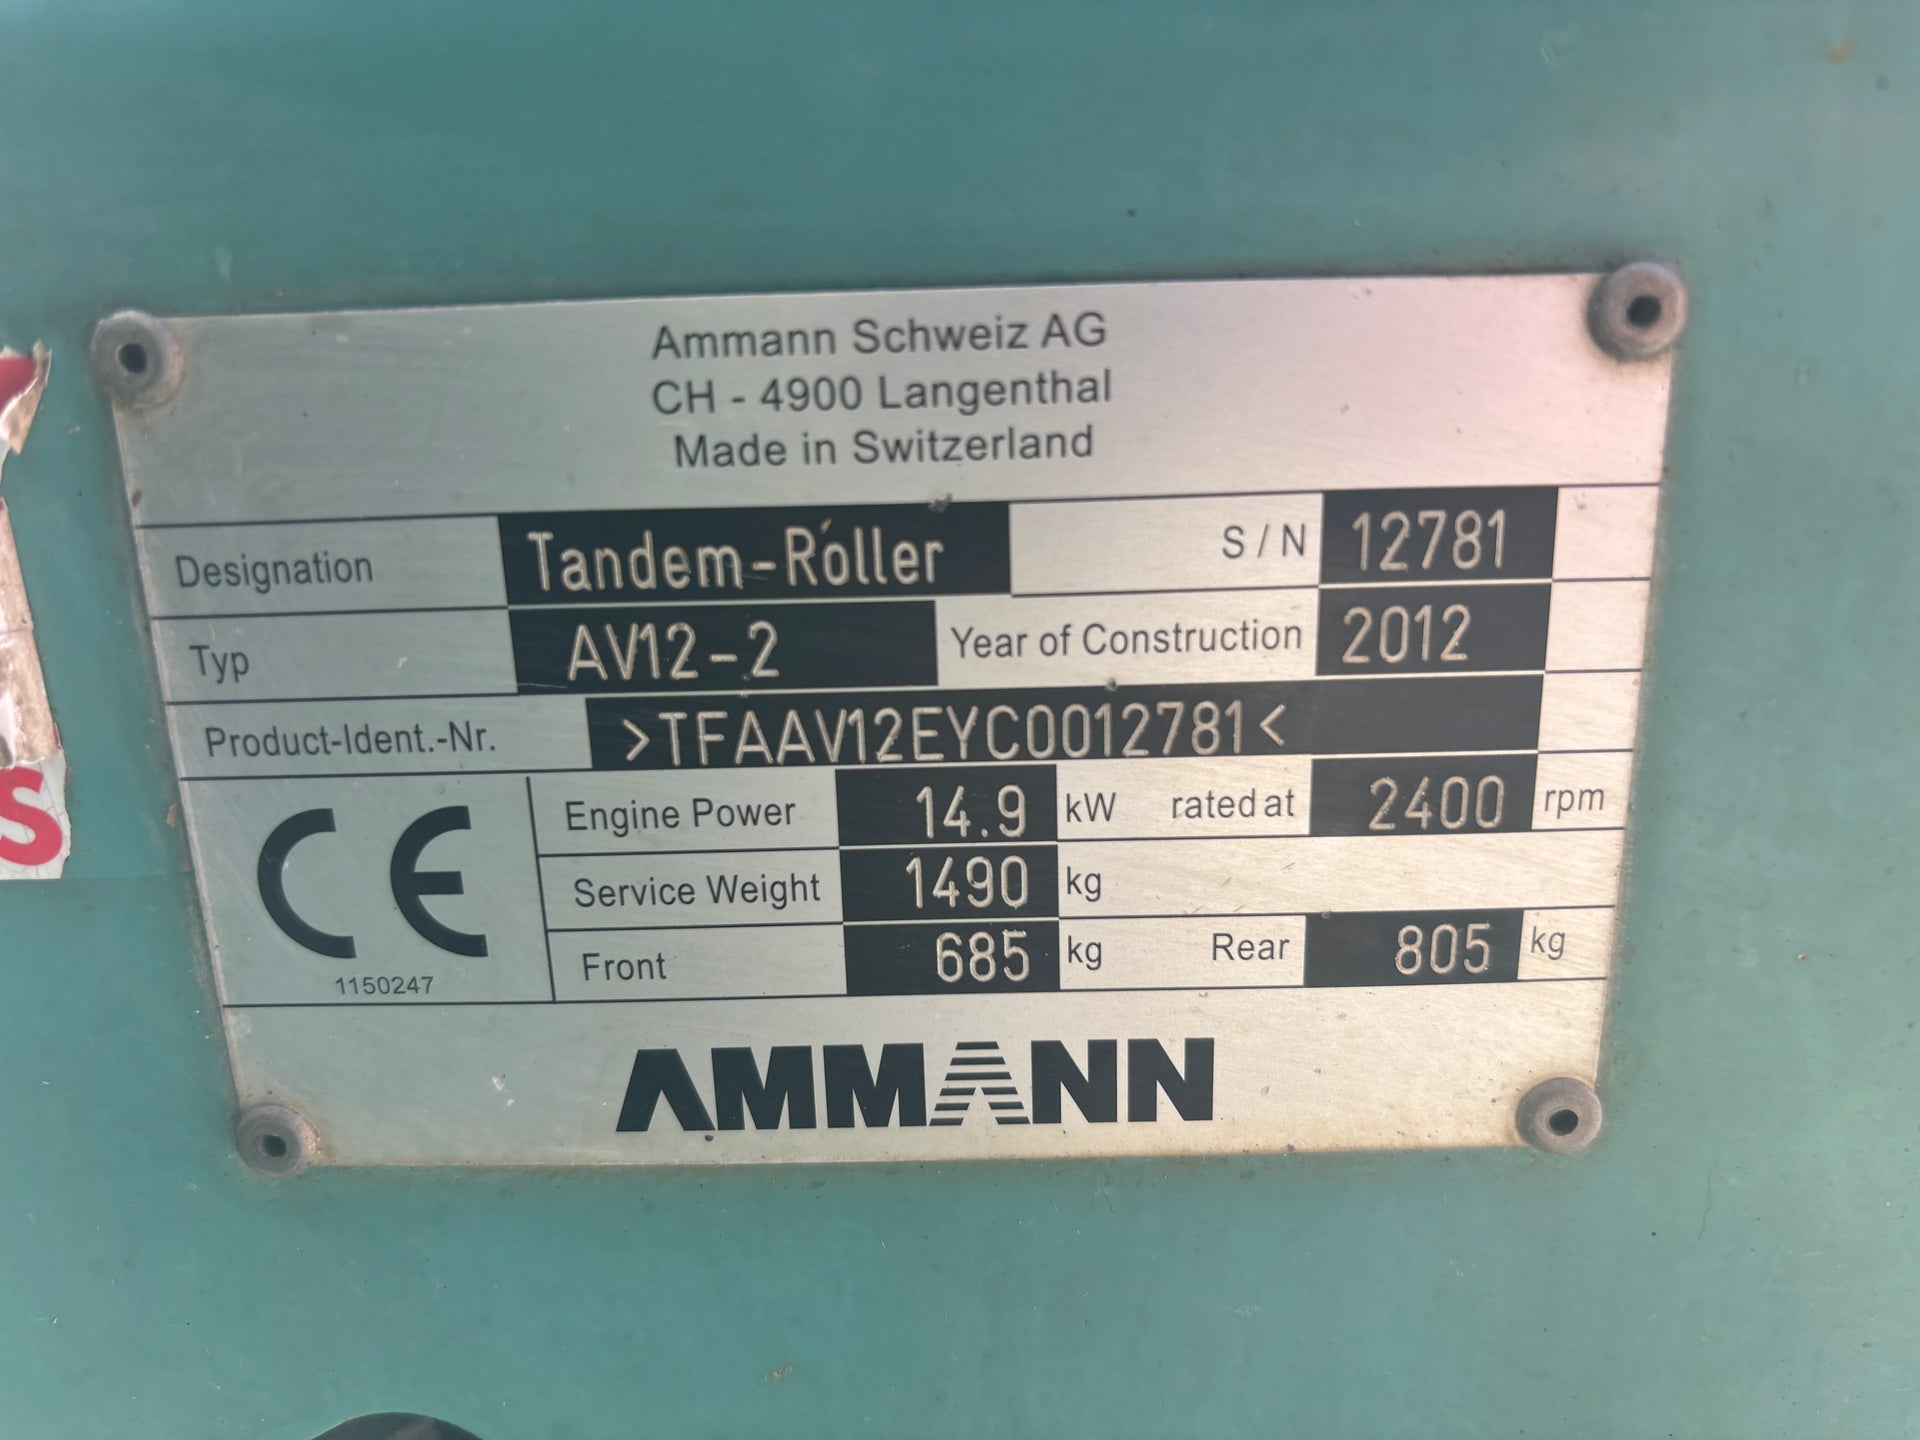 Ammann Schweiz AG
CH - 4900 Langenthal
Made in Switzerland
Designation Tandem-Roller S / N 12781
Typ AV12-2 Year of Construction 2012
Product-Ident.-Nr. >TFAAV12EYC0012781<
Engine Power 14.9 kW rated at 2400 rpm
Service Weight 1490 kg
Front 685 kg Rear 805 kg
CE
1150247
AMMANN
S